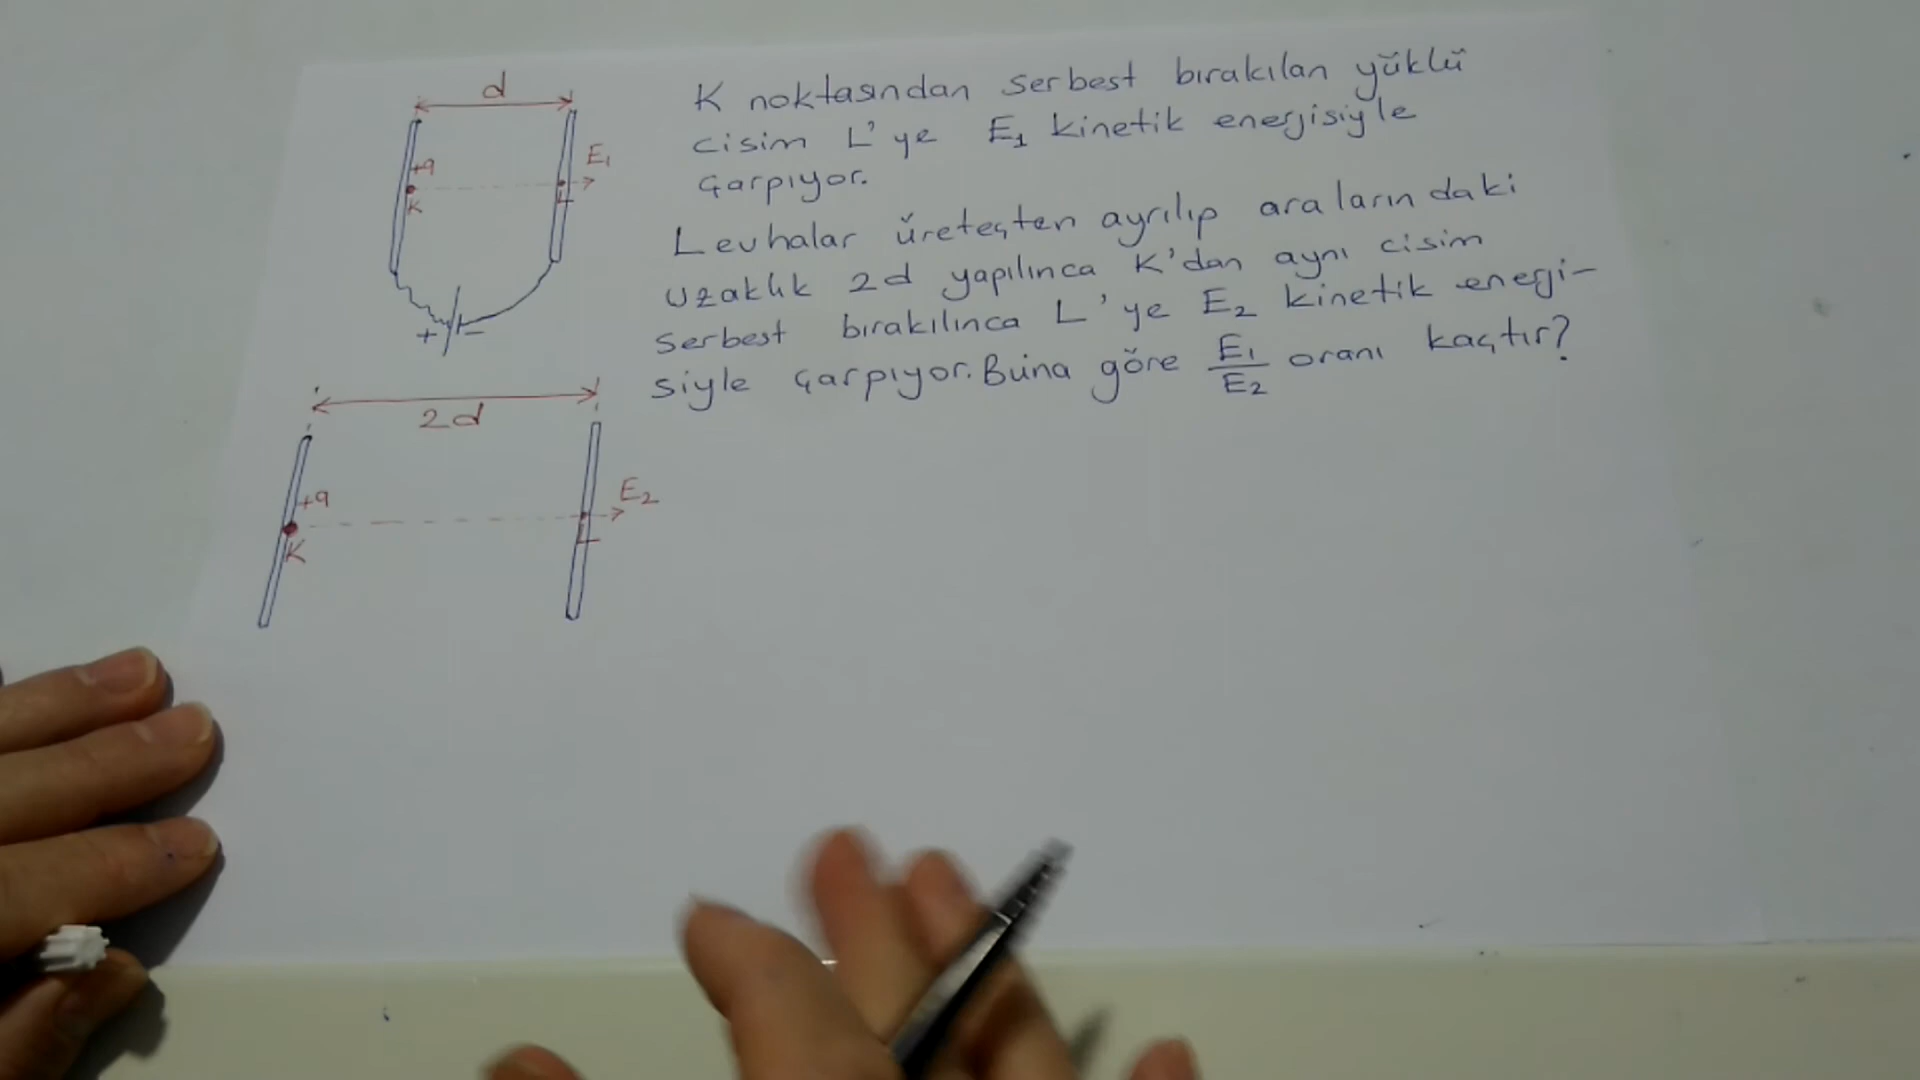 d
+q
K
E₁
L
+ -
2d
+q
K
E₂
L
K noktasından serbest bırakılan yüklü
cisim L'ye E₁ kinetik enerjisiyle
çarpıyor.
Levhalar üreteçten ayrılıp aralarındaki
uzaklık 2d yapılınca K'dan aynı cisim
serbest bırakılınca L'ye E₂ kinetik enerji-
siyle çarpıyor. Buna göre E₁/E₂ oranı kaçtır?